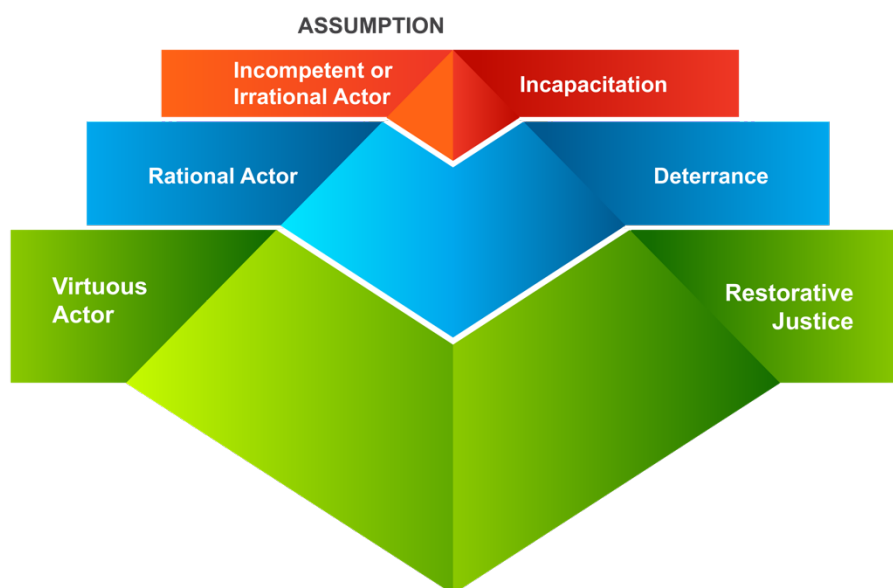 ASSUMPTION
Incompetent or
Irrational Actor
Incapacitation
Rational Actor
Deterrance
Virtuous
Actor
Restorative
Justice